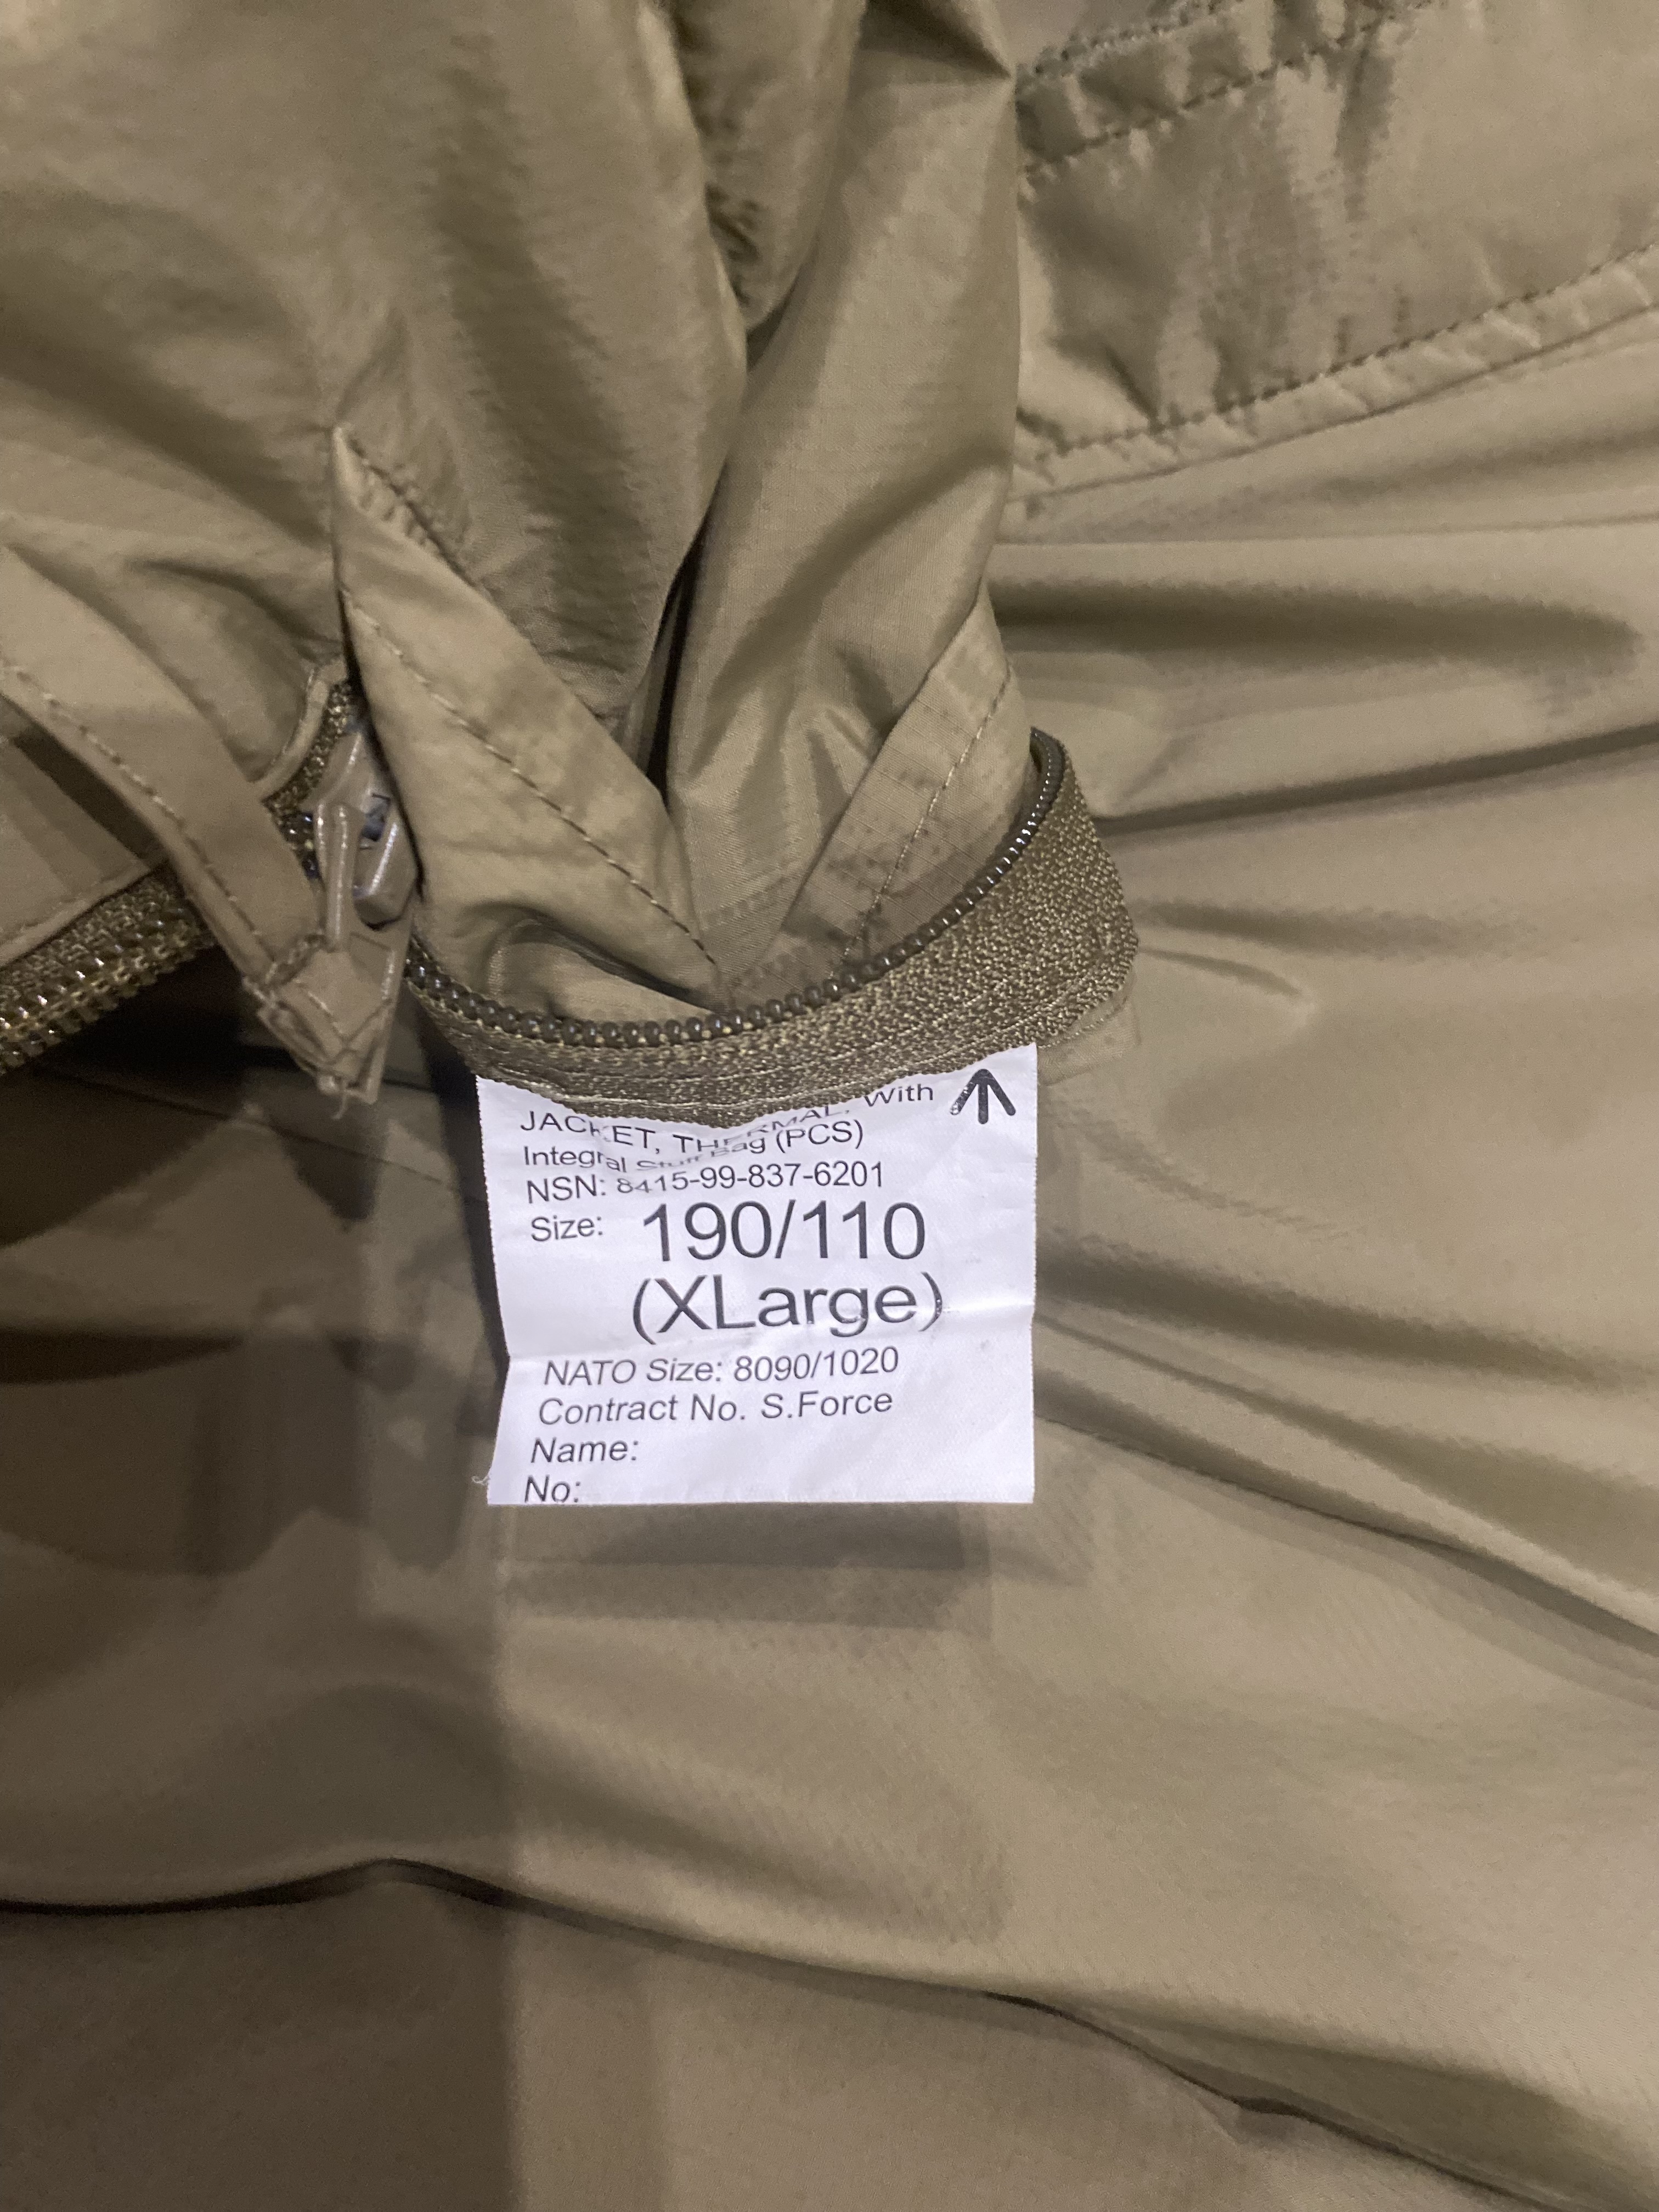 JACKET, THERMAL, With
Integral Stuff Bag (PCS)
NSN: 8415-99-837-6201
Size: 190/110
(XLarge)
NATO Size: 8090/1020
Contract No. S.Force
Name:
No: